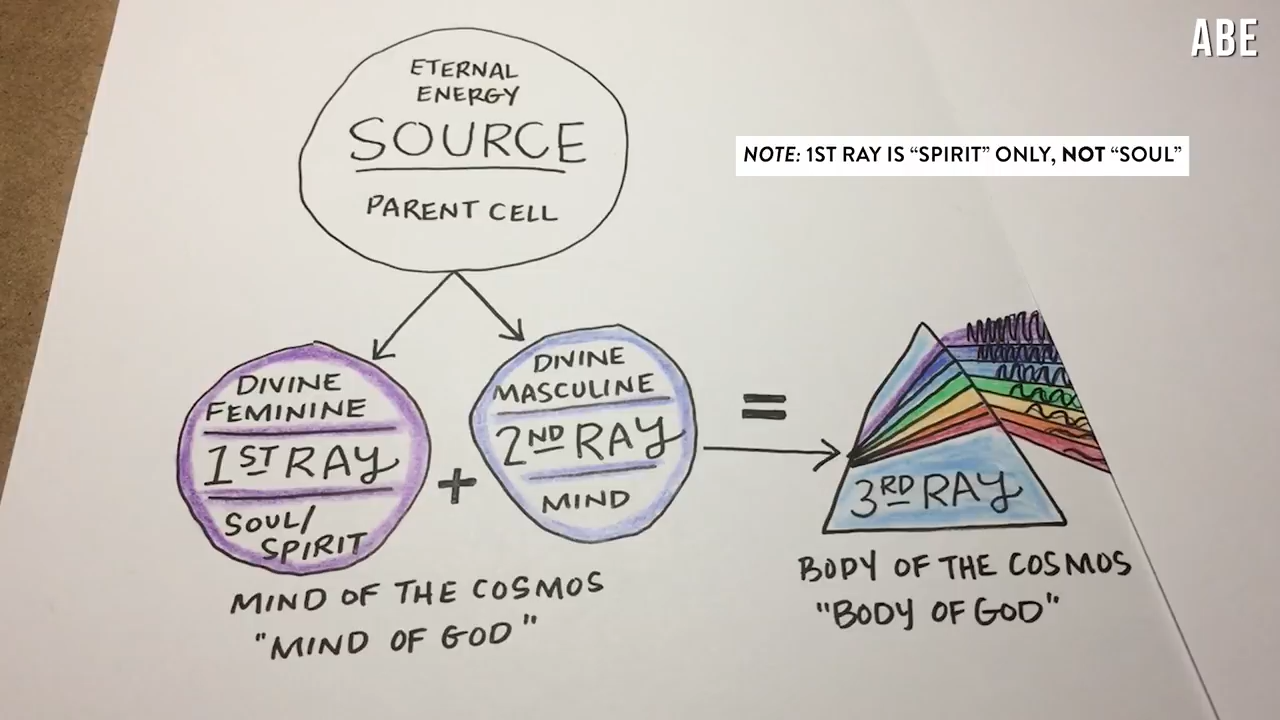 ABE
ETERNAL
ENERGY
SOURCE
PARENT CELL
NOTE: 1ST RAY IS “SPIRIT” ONLY, NOT “SOUL”
DIVINE
FEMININE
1ST RAY
SOUL/
SPIRIT
+
DIVINE
MASCULINE
2ND RAY
MIND
=
3RD RAY
MIND OF THE COSMOS
"MIND OF GOD"
BODY OF THE COSMOS
"BODY OF GOD"